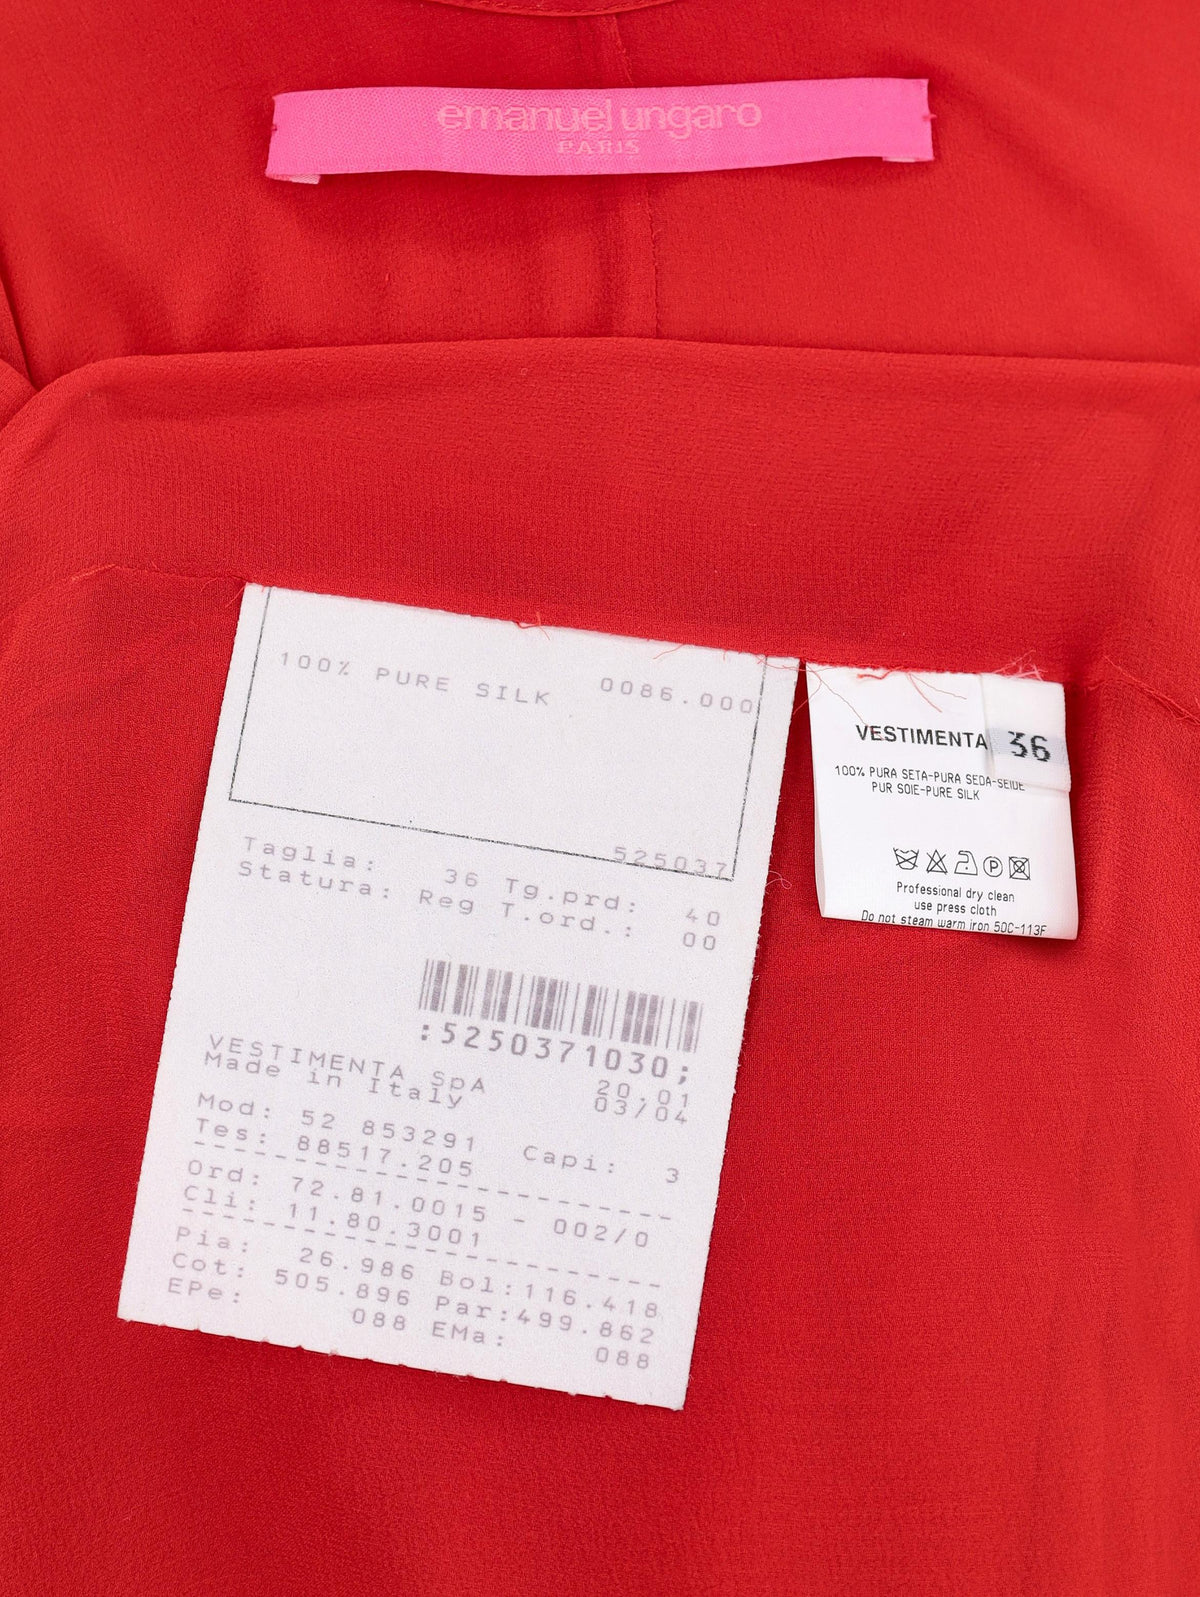 emanuel ungaro
PARIS
100% PURE SILK 0086.000
525037
Taglia: 36 Tg.prd: 40
Statura: Reg T.ord.: 00
:5250371030;
VESTIMENTA SpA 20.01
Made in Italy 03/04
Mod: 52 853291 Capi: 3
Tes: 88517.205
Ord: 72.81.0015 - 002/0
Cli: 11.80.3001
Pia: 26.986 Bol:116.418
Cot: 505.896 Par:499.862
EPe: 088 EMa: 088
VESTIMENTA 36
100% PURA SETA-PURA SEDA-SEIDE
PUR SOIE-PURE SILK
P
Professional dry clean
use press cloth
Do not steam warm iron 50C-113F